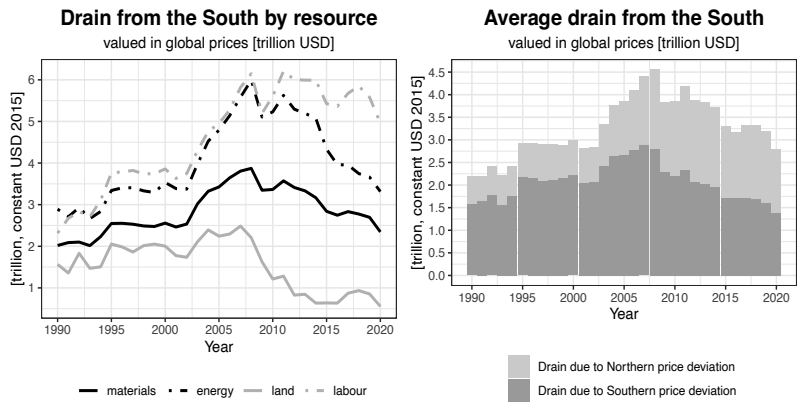 Drain from the South by resource
valued in global prices [trillion USD]
[trillion, constant USD 2015]
6
5
4
3
2
1
1990 1995 2000 2005 2010 2015 2020
Year
materials energy land labour
Average drain from the South
valued in global prices [trillion USD]
[trillion, constant USD 2015]
4.5
4.0
3.5
3.0
2.5
2.0
1.5
1.0
0.5
0.0
1990 1995 2000 2005 2010 2015 2020
Year
Drain due to Northern price deviation
Drain due to Southern price deviation